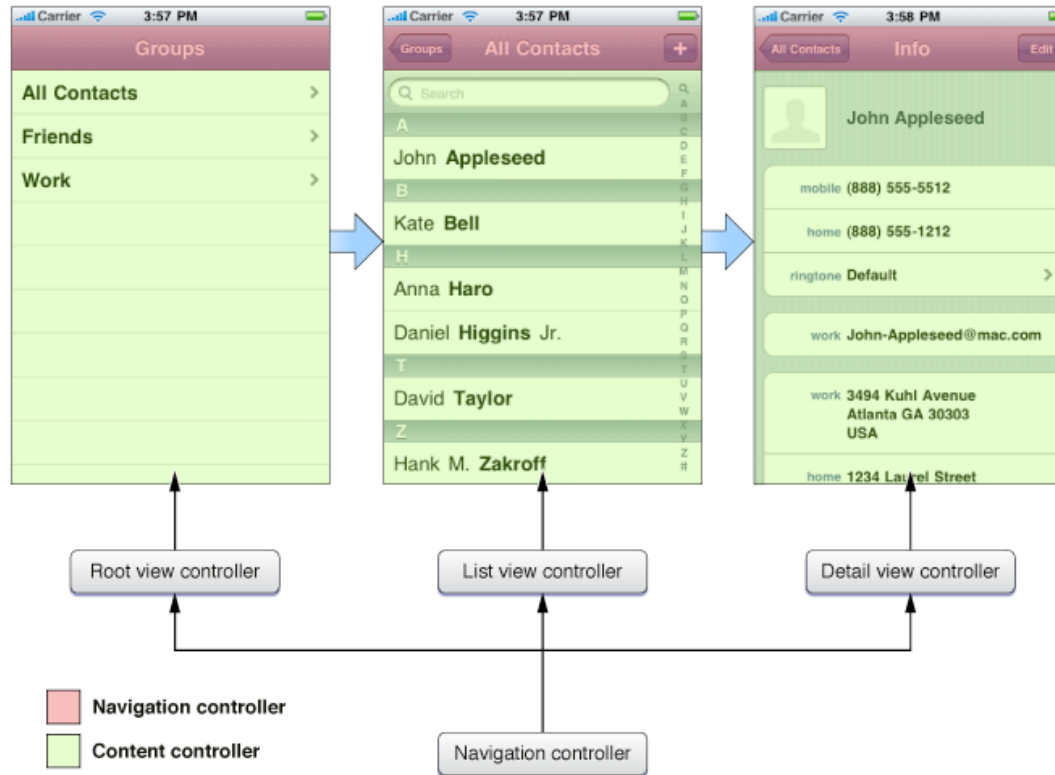 Carrier 3:57 PM
Groups
All Contacts
Friends
Work
Carrier 3:57 PM
Groups All Contacts +
Search
A
John Appleseed
B
Kate Bell
H
Anna Haro
Daniel Higgins Jr.
T
David Taylor
Z
Hank M. Zakroff
A
B
C
D
E
F
G
H
I
J
K
L
M
N
O
P
Q
R
S
T
U
V
W
X
Y
Z
#
Carrier 3:58 PM
All Contacts Info Edit
John Appleseed
mobile (888) 555-5512
home (888) 555-1212
ringtone Default
work John-Appleseed@mac.com
work 3494 Kuhl Avenue
Atlanta GA 30303
USA
home 1234 Laurel Street
Root view controller
List view controller
Detail view controller
Navigation controller
Content controller
Navigation controller